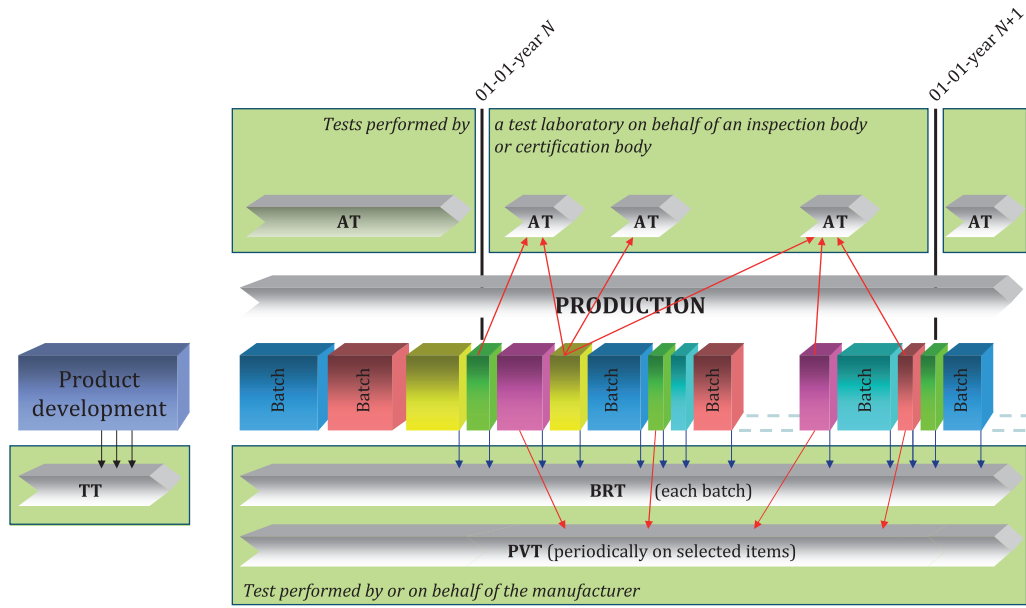 01-01-year N
01-01-year N+1
Tests performed by
a test laboratory on behalf of an inspection body
or certification body
AT
AT
AT
AT
AT
PRODUCTION
Product
development
Batch
Batch
Batch
Batch
Batch
Batch
TT
BRT (each batch)
PVT (periodically on selected items)
Test performed by or on behalf of the manufacturer